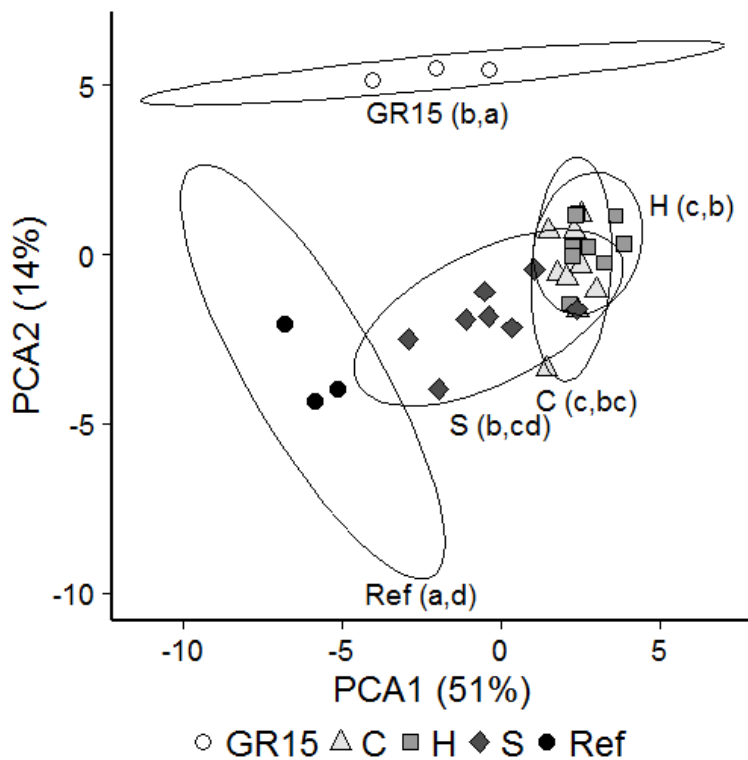 5
0
-5
-10
PCA2 (14%)
GR15 (b,a)
H (c,b)
C (c,bc)
S (b,cd)
Ref (a,d)
-10 -5 0 5
PCA1 (51%)
GR15 C H S Ref